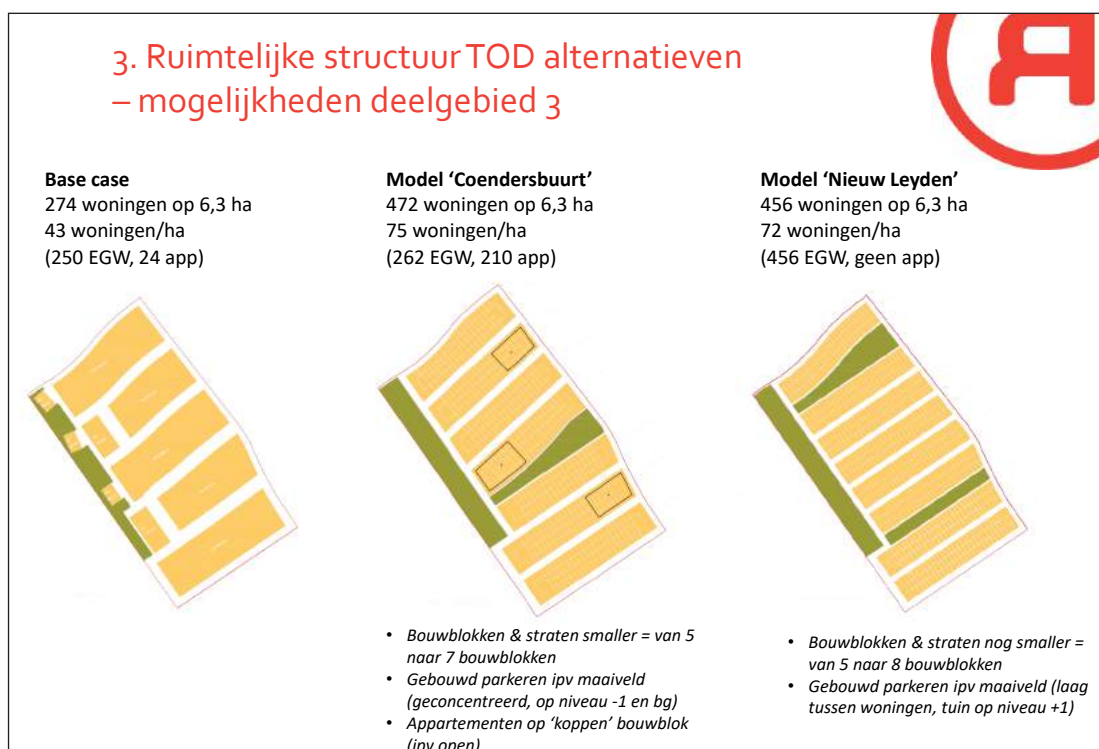 3. Ruimtelijke structuur TOD alternatieven
– mogelijkheden deelgebied 3
Base case
274 woningen op 6,3 ha
43 woningen/ha
(250 EGW, 24 app)
Model ‘Coendersbuurt’
472 woningen op 6,3 ha
75 woningen/ha
(262 EGW, 210 app)
Model ‘Nieuw Leyden’
456 woningen op 6,3 ha
72 woningen/ha
(456 EGW, geen app)
• Bouwblokken & straten smaller = van 5
naar 7 bouwblokken
• Gebouwd parkeren ipv maaiveld
(geconcentreerd, op niveau -1 en bg)
• Appartementen op ‘koppen’ bouwblok
(ipv open)
• Bouwblokken & straten nog smaller =
van 5 naar 8 bouwblokken
• Gebouwd parkeren ipv maaiveld (laag
tussen woningen, tuin op niveau +1)